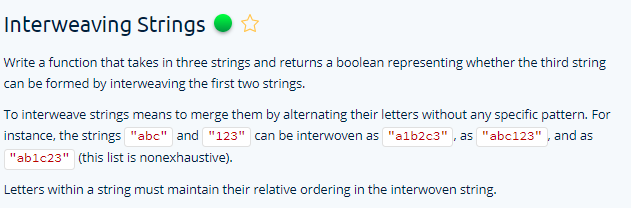 Interweaving Strings
Write a function that takes in three strings and returns a boolean representing whether the third string
can be formed by interweaving the first two strings.
To interweave strings means to merge them by alternating their letters without any specific pattern. For
instance, the strings "abc" and "123" can be interwoven as "a1b2c3" , as "abc123" , and as
"ab1c23" (this list is nonexhaustive).
Letters within a string must maintain their relative ordering in the interwoven string.